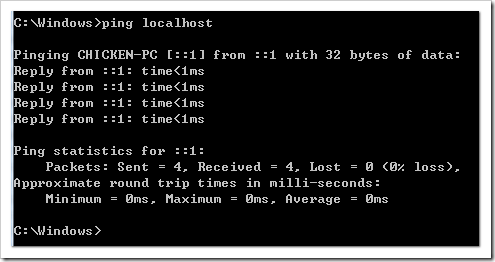 C:\Windows>ping localhost
Pinging CHICKEN-PC [::1] from ::1 with 32 bytes of data:
Reply from ::1: time<1ms
Reply from ::1: time<1ms
Reply from ::1: time<1ms
Reply from ::1: time<1ms
Ping statistics for ::1:
    Packets: Sent = 4, Received = 4, Lost = 0 (0% loss),
Approximate round trip times in milli-seconds:
    Minimum = 0ms, Maximum = 0ms, Average = 0ms
C:\Windows>